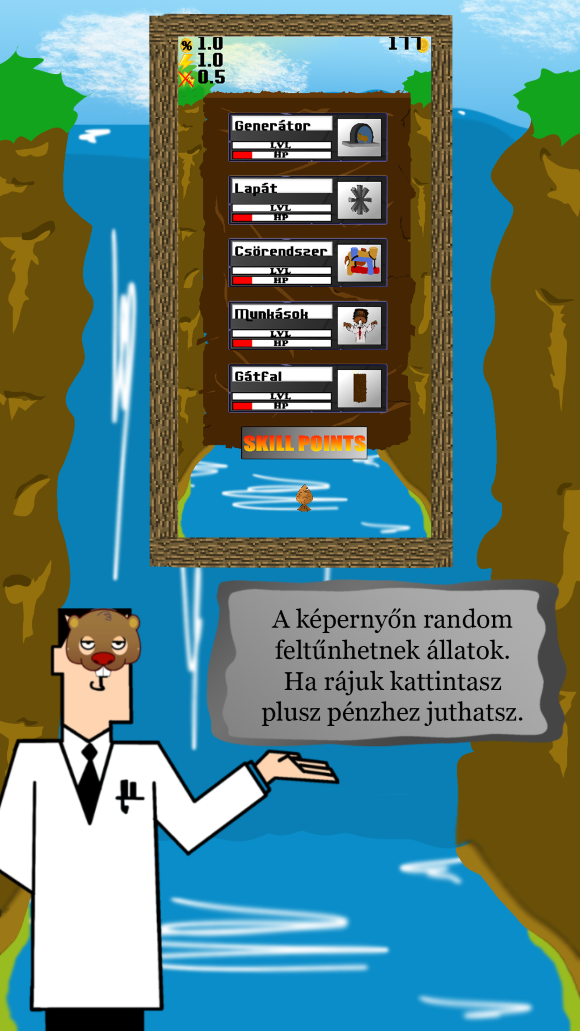 % 1.0
1.0
0.5
Generátor
LVL
HP
Lapát
LVL
HP
Csörendszer
LVL
HP
Munkások
LVL
HP
Gátfal
LVL
HP
SKILL POINTS
A képernyőn random
feltűnhetnek állatok.
Ha rájuk kattintasz
plusz pénzhez juthatsz.